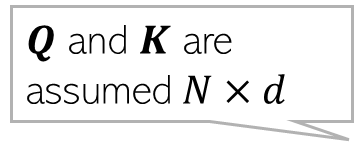 Q and K are
assumed N × d